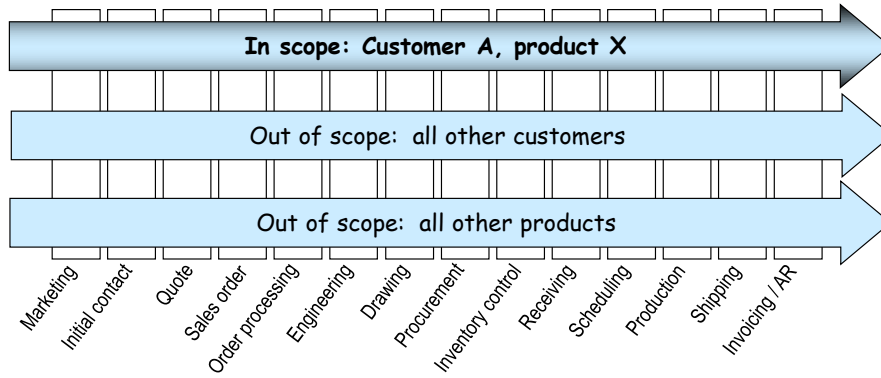 In scope: Customer A, product X
Out of scope: all other customers
Out of scope: all other products
Marketing
Initial contact
Quote
Sales order
Order processing
Engineering
Drawing
Procurement
Inventory control
Receiving
Scheduling
Production
Shipping
Invoicing / AR